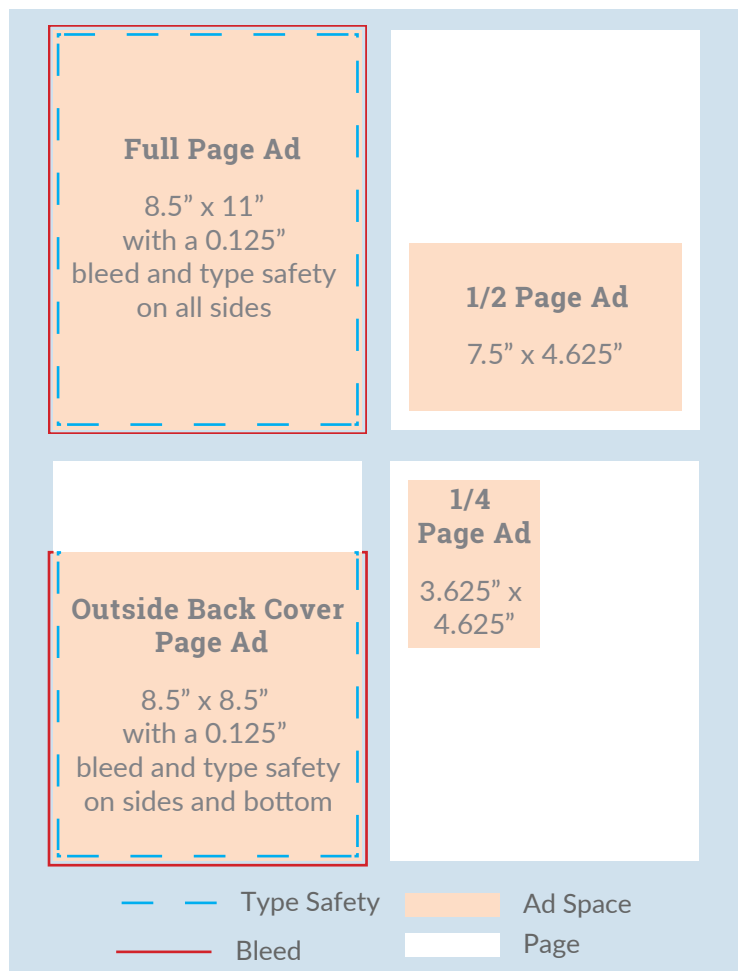 Full Page Ad
8.5” x 11”
with a 0.125”
bleed and type safety
on all sides
1/2 Page Ad
7.5” x 4.625”
Outside Back Cover
Page Ad
8.5” x 8.5”
with a 0.125”
bleed and type safety
on sides and bottom
1/4
Page Ad
3.625” x
4.625”
Type Safety
Ad Space
Bleed
Page